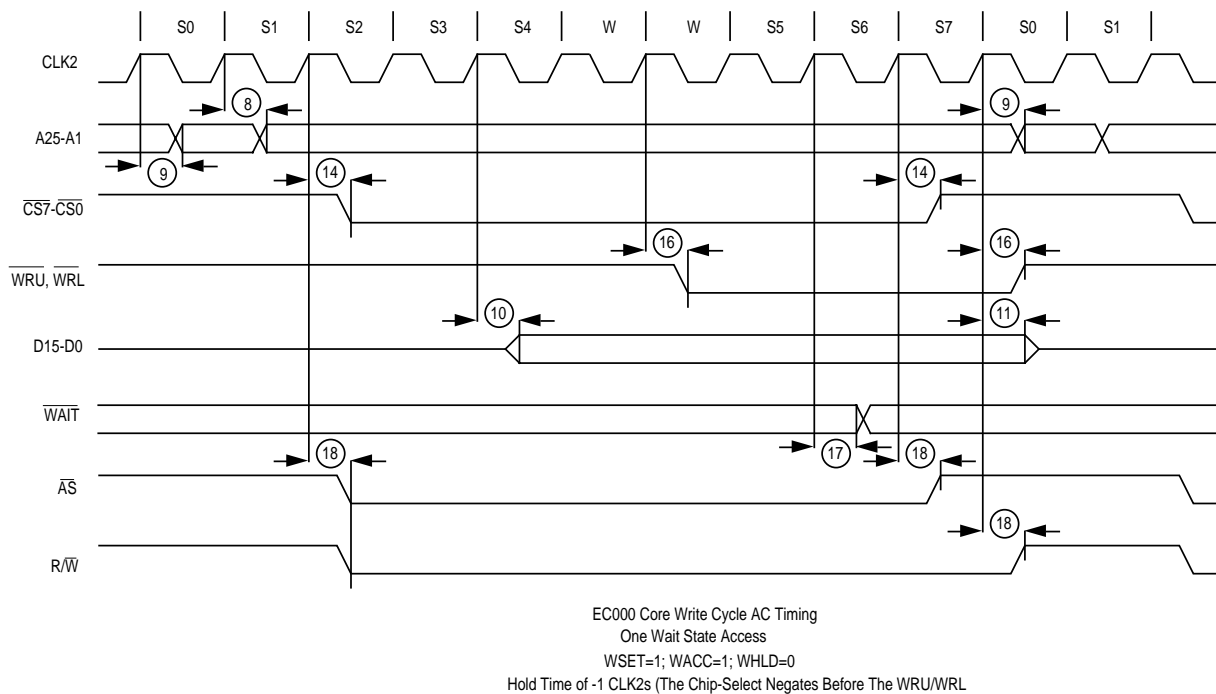 S0 S1 S2 S3 S4 W W S5 S6 S7 S0 S1
CLK2
8 9
A25-A1
9 14 14
CS7-CS0
16 16
WRU, WRL
10 11
D15-D0
WAIT
18 17 18
AS
18
R/W
EC000 Core Write Cycle AC Timing
One Wait State Access
WSET=1; WACC=1; WHLD=0
Hold Time of -1 CLK2s (The Chip-Select Negates Before The WRU/WRL